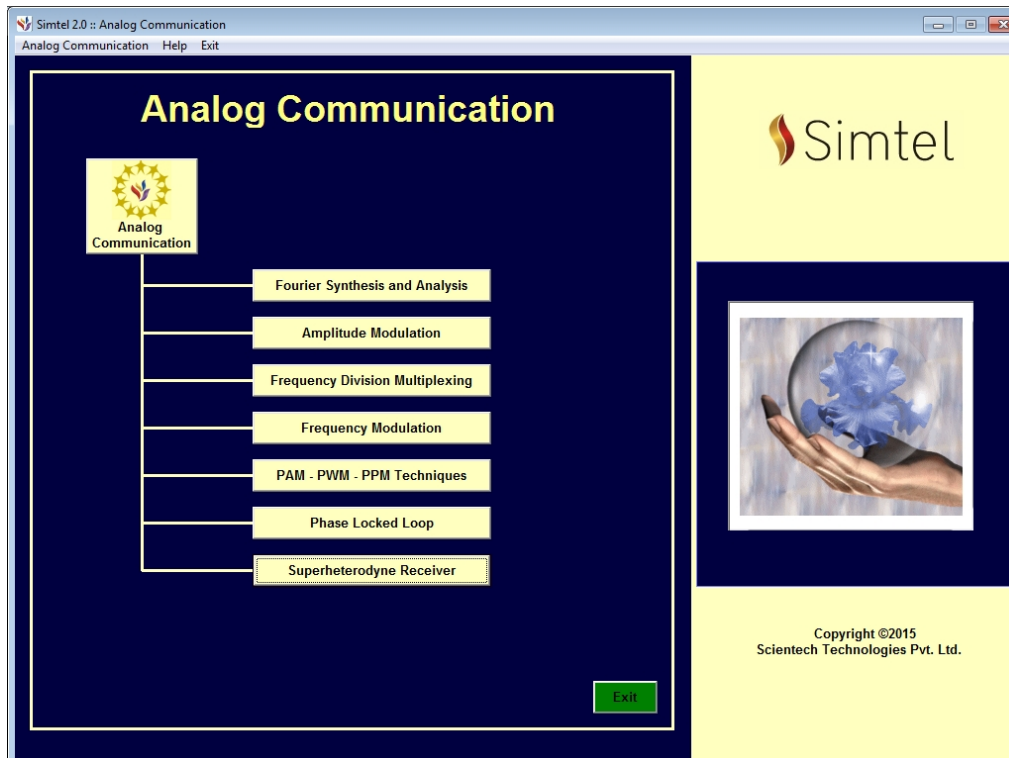 Simtel 2.0 :: Analog Communication
Analog Communication Help Exit
Analog Communication
Analog
Communication
Fourier Synthesis and Analysis
Amplitude Modulation
Frequency Division Multiplexing
Frequency Modulation
PAM - PWM - PPM Techniques
Phase Locked Loop
Superheterodyne Receiver
Exit
Simtel
Copyright ©2015
Scientech Technologies Pvt. Ltd.